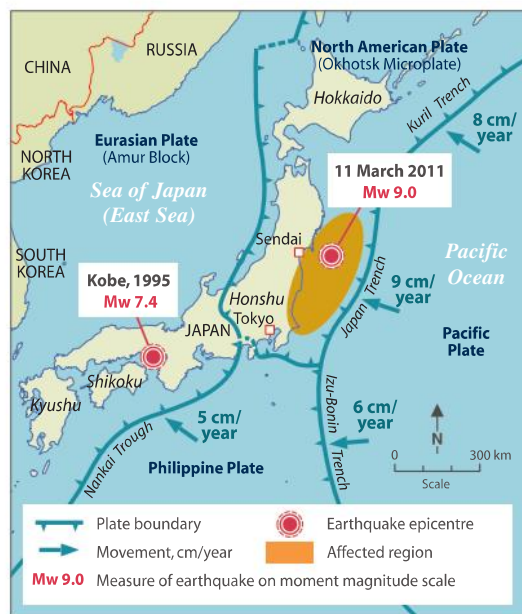 RUSSIA
CHINA
North American Plate
(Okhotsk Microplate)
Hokkaido
Kuril Trench
8 cm/
year
Eurasian Plate
(Amur Block)
NORTH
KOREA
11 March 2011
Mw 9.0
Sea of Japan
(East Sea)
Sendai
SOUTH
KOREA
Pacific
Ocean
Kobe, 1995
Mw 7.4
Honshu
9 cm/
year
Japan Trench
Tokyo
JAPAN
Pacific
Plate
Shikoku
Kyushu
5 cm/
year
Izu-Bonin
Trench
6 cm/
year
N
Nankai Trough
Philippine Plate
0 300 km
Scale
Plate boundary
Earthquake epicentre
Movement, cm/year
Affected region
Mw 9.0 Measure of earthquake on moment magnitude scale